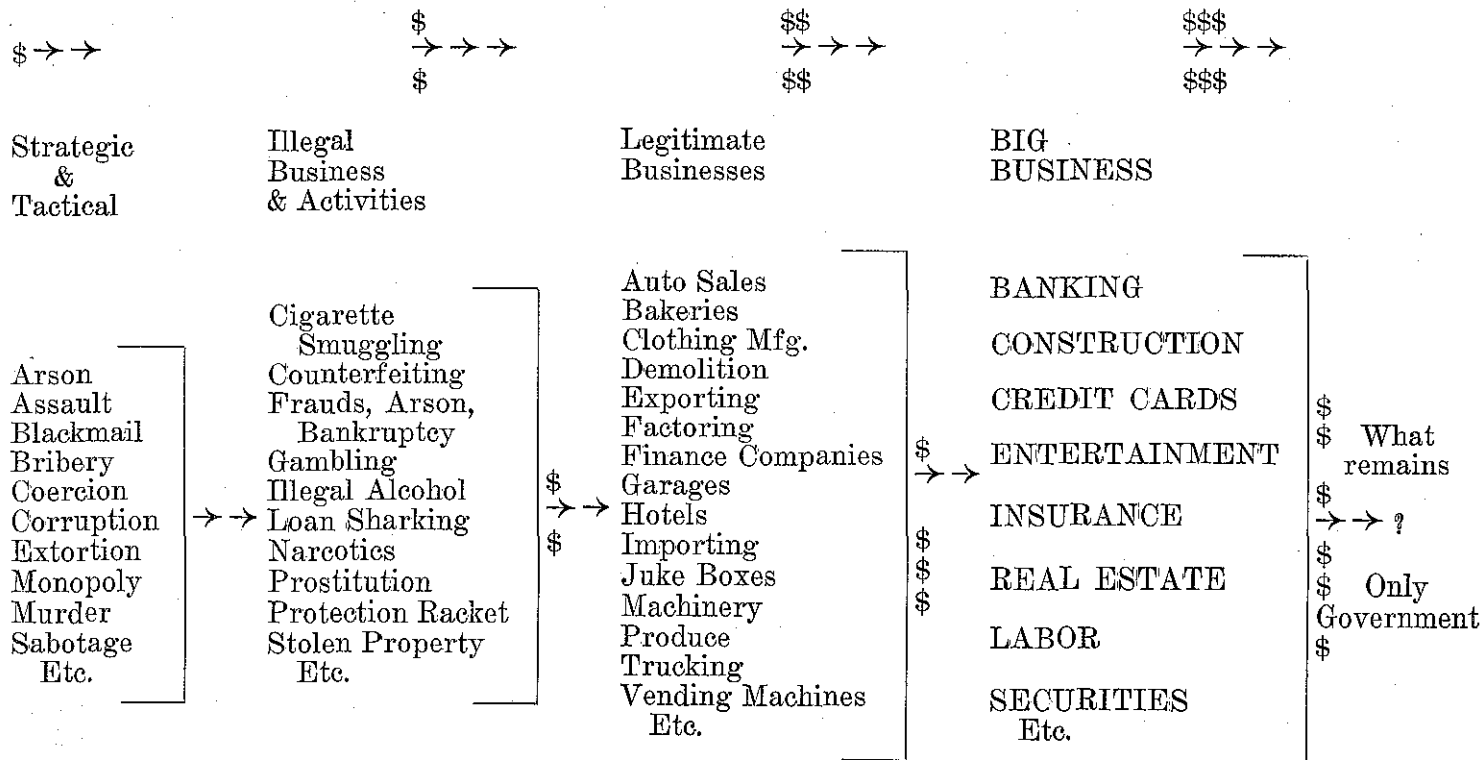 $ → →
$
→ → →
$
$$
→ → →
$$
$$$
→ → →
$$$
Strategic
&
Tactical
Illegal
Business
& Activities
Legitimate
Businesses
BIG
BUSINESS
Arson
Assault
Blackmail
Bribery
Coercion
Corruption
Extortion
Monopoly
Murder
Sabotage
Etc.
→ →
Cigarette
Smuggling
Counterfeiting
Frauds, Arson,
Bankruptcy
Gambling
Illegal Alcohol
Loan Sharking
Narcotics
Prostitution
Protection Racket
Stolen Property
Etc.
$
→ →
$
Auto Sales
Bakeries
Clothing Mfg.
Demolition
Exporting
Factoring
Finance Companies
Garages
Hotels
Importing
Juke Boxes
Machinery
Produce
Trucking
Vending Machines
Etc.
$
→ →
$
$
$
BANKING
CONSTRUCTION
CREDIT CARDS
ENTERTAINMENT
INSURANCE
REAL ESTATE
LABOR
SECURITIES
Etc.
$
$ What
remains
$
→ → ?
$
$ Only
Government
$